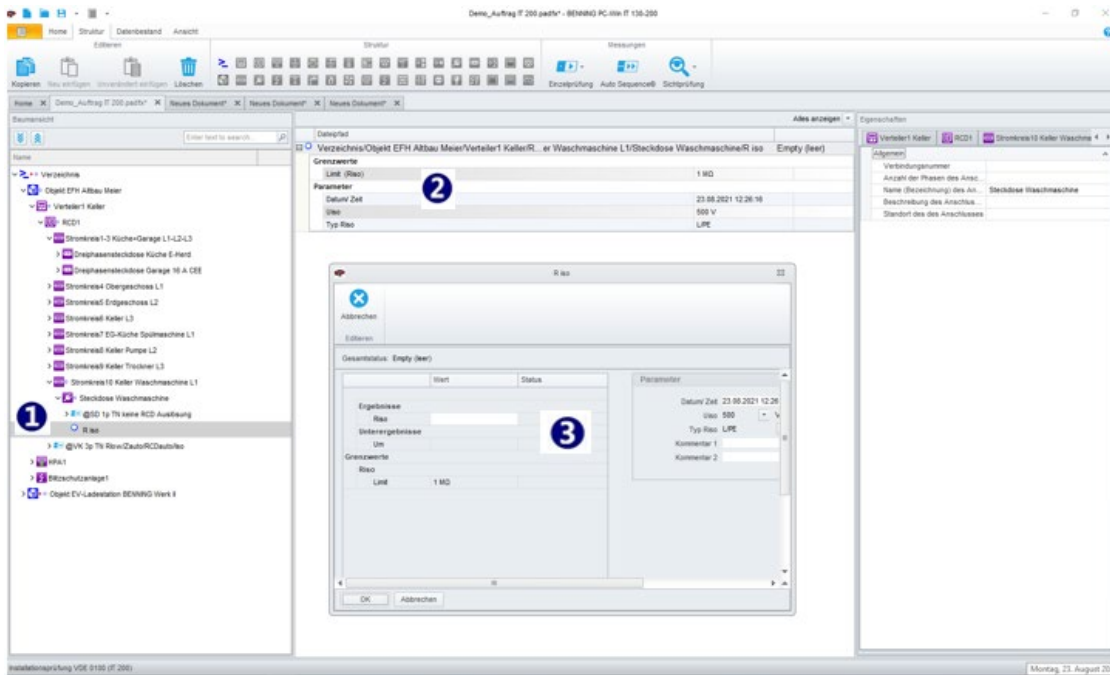 Demo_Auftrag IT 200.padfx* - BENNING PC-Win IT 130-200
Home Struktur Datenbestand Ansicht
Editieren Struktur Messungen
Kopieren Neu einfügen Unverändert einfügen Löschen Einzelprüfung Auto Sequence® Sichtprüfung
Home Demo_Auftrag IT 200.padfx* Neues Dokument* Neues Dokument* Neues Dokument*
Baumansicht
Enter text to search...
Name
Verzeichnis
Objekt EFH Altbau Meier
Verteiler1 Keller
RCD1
Stromkreis1-3 Küche+Garage L1-L2-L3
Dreiphasensteckdose Küche E-Herd
Dreiphasensteckdose Garage 16 A CEE
Stromkreis4 Obergeschoss L1
Stromkreis5 Erdgeschoss L2
Stromkreis6 Keller L3
Stromkreis7 EG-Küche Spülmaschine L1
Stromkreis8 Keller Pumpe L2
Stromkreis9 Keller Trockner L3
Stromkreis10 Keller Waschmaschine L1
Steckdose Waschmaschine
@SD 1p TN keine RCD Auslösung
1
R iso
@VK 3p TN Rlow/Zauto/RCDauto/Iso
HPA1
Blitzschutzanlage1
Objekt EV-Ladestation BENNING Werk II
Alles anzeigen
Dateipfad
Verzeichnis/Objekt EFH Altbau Meier/Verteiler1 Keller/R...er Waschmaschine L1/Steckdose Waschmaschine/R iso Empty (leer)
Grenzwerte
Limit (Riso) 1 MΩ
2
Parameter
Datum/ Zeit 23.08.2021 12:26:16
Uiso 500 V
Typ Riso L/PE
R iso
Abbrechen
Editieren
Gesamtstatus: Empty (leer)
Wert Status
Ergebnisse
Riso
Unterergebnisse
Um
Grenzwerte
Riso
Limit 1 MΩ
3
Parameter
Datum/ Zeit 23.08.2021 12:26
Uiso 500 V
Typ Riso L/PE
Kommentar 1
Kommentar 2
OK Abbrechen
Eigenschaften
Verteiler1 Keller RCD1 Stromkreis10 Keller Waschma
Allgemein
Verbindungsnummer
Anzahl der Phasen des Ansc...
Name (Bezeichnung) des An... Steckdose Waschmaschine
Beschreibung des Anschlus...
Standort des des Anschlusses
Installationsprüfung VDE 0100 (IT 200)
Montag, 23. August 20